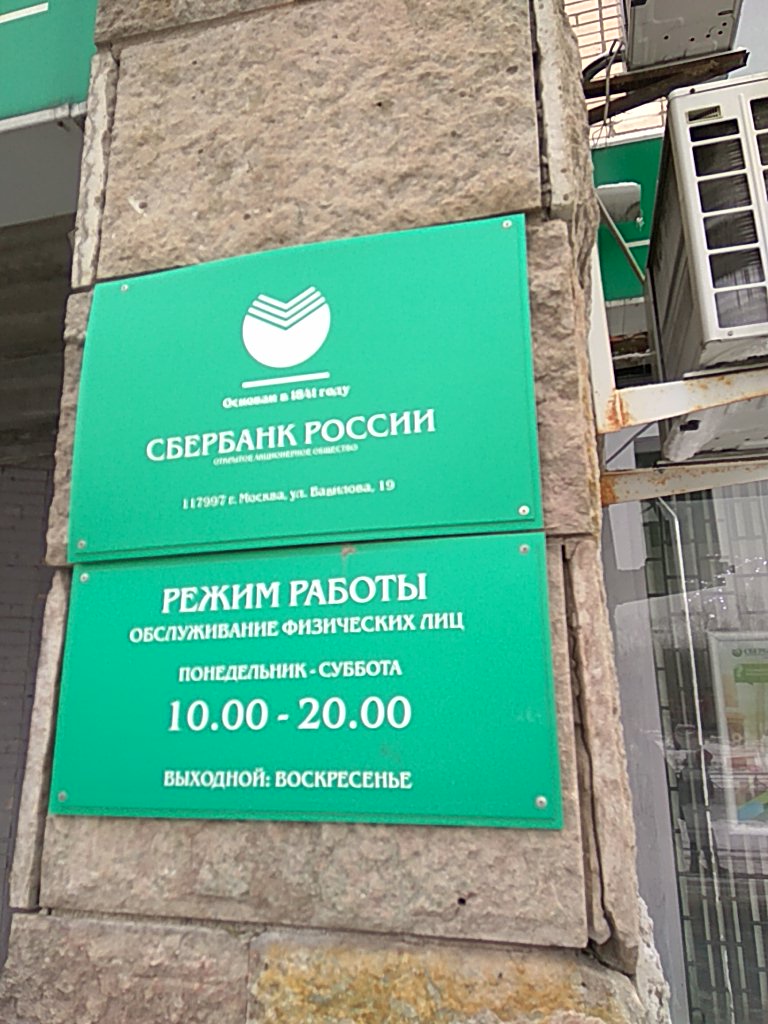 Основан в 1841 году
СБЕРБАНК РОССИИ
ОТКРЫТОЕ АКЦИОНЕРНОЕ ОБЩЕСТВО
117997 г. Москва, ул. Вавилова, 19
РЕЖИМ РАБОТЫ
ОБСЛУЖИВАНИЕ ФИЗИЧЕСКИХ ЛИЦ
ПОНЕДЕЛЬНИК - СУББОТА
10.00 - 20.00
ВЫХОДНОЙ: ВОСКРЕСЕНЬЕ